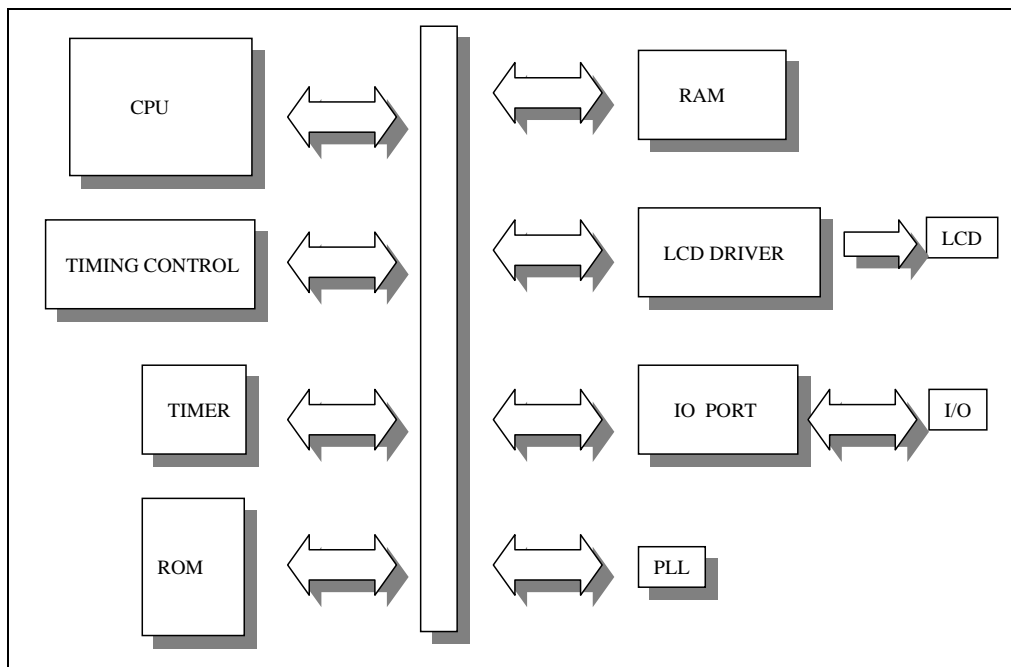 CPU
RAM
TIMING CONTROL
LCD DRIVER
LCD
TIMER
IO PORT
I/O
ROM
PLL